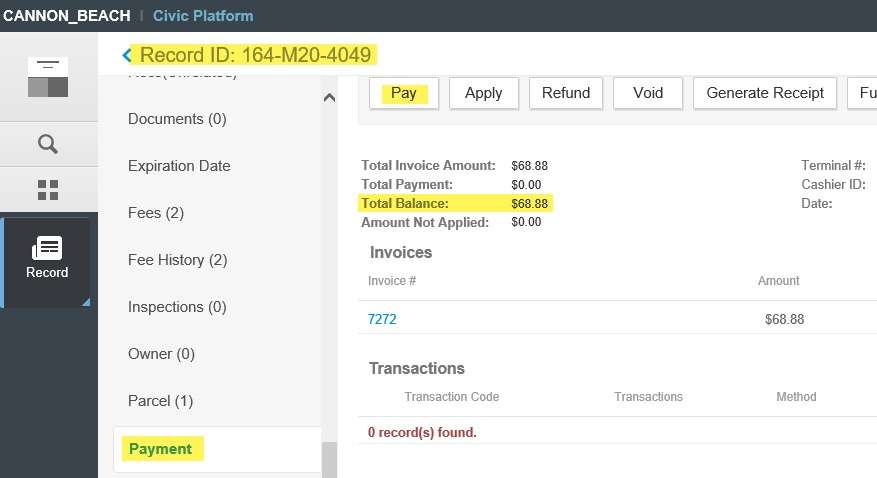 CANNON_BEACH | Civic Platform
Record ID: 164-M20-4049
Documents (0)
Expiration Date
Fees (2)
Fee History (2)
Inspections (0)
Owner (0)
Parcel (1)
Payment
Record
Pay Apply Refund Void Generate Receipt Fu
Total Invoice Amount: $68.88 Terminal #:
Total Payment: $0.00 Cashier ID:
Total Balance: $68.88 Date:
Amount Not Applied: $0.00
Invoices
Invoice # Amount
7272 $68.88
Transactions
Transaction Code Transactions Method
0 record(s) found.